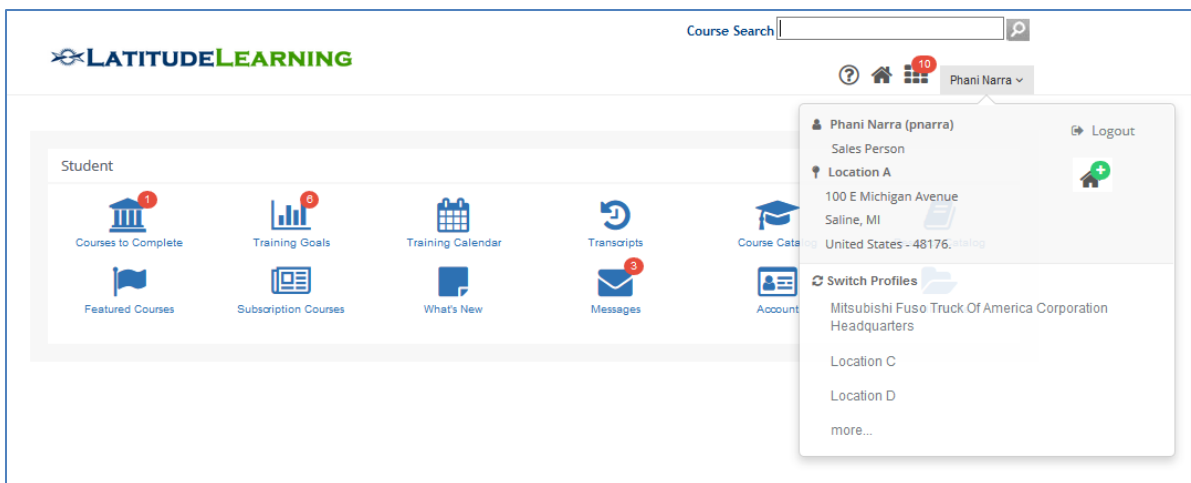 Course Search
LATITUDELEARNING
10
Phani Narra
Phani Narra (pnarra)
Logout
Sales Person
Location A
100 E Michigan Avenue
Saline, MI
United States - 48176.
Switch Profiles
Mitsubishi Fuso Truck Of America Corporation
Headquarters
Location C
Location D
more...
Student
1
6
Courses to Complete
Training Goals
Training Calendar
Transcripts
Course Catalog
3
Featured Courses
Subscription Courses
What's New
Messages
Account